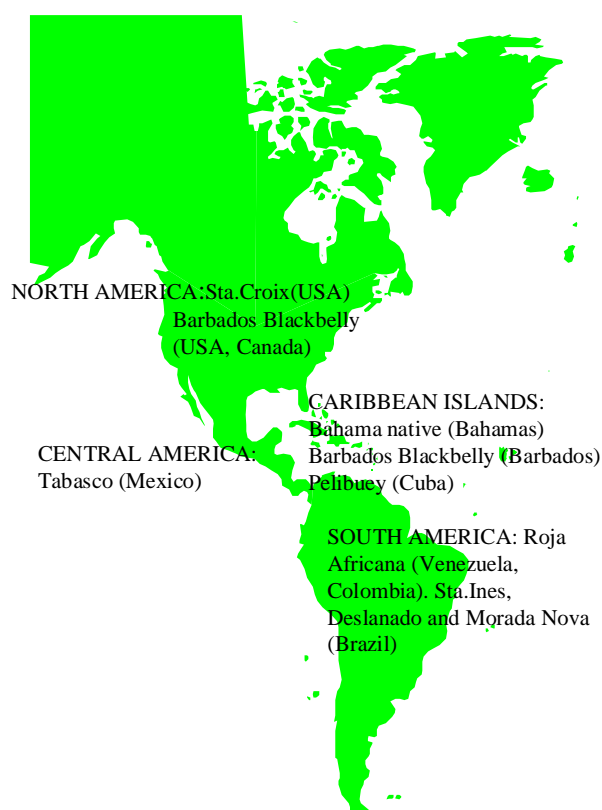 NORTH AMERICA:Sta.Croix(USA)
Barbados Blackbelly
(USA, Canada)
CARIBBEAN ISLANDS:
Bahama native (Bahamas)
Barbados Blackbelly (Barbados)
Pelibuey (Cuba)
CENTRAL AMERICA:
Tabasco (Mexico)
SOUTH AMERICA: Roja
Africana (Venezuela,
Colombia). Sta.Ines,
Deslanado and Morada Nova
(Brazil)